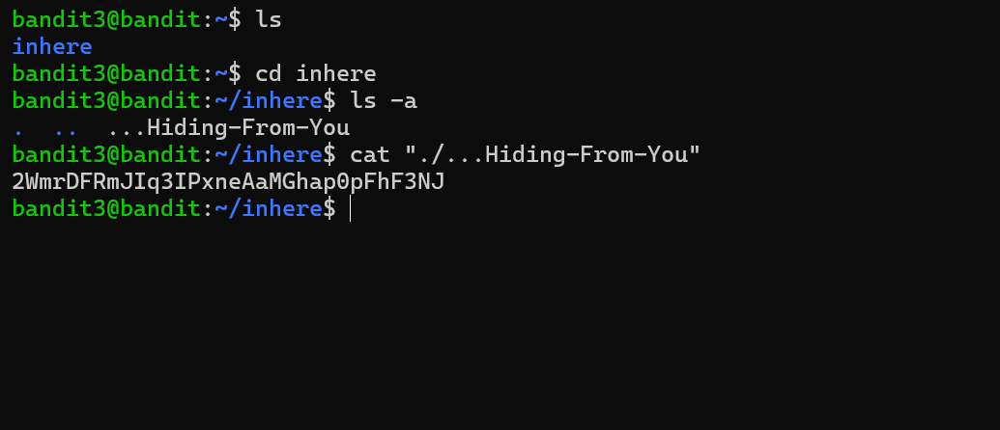 bandit3@bandit:~$ ls
inhere
bandit3@bandit:~$ cd inhere
bandit3@bandit:~/inhere$ ls -a
.  ..  ...Hiding-From-You
bandit3@bandit:~/inhere$ cat "./...Hiding-From-You"
2WmrDFRmJIq3IPxneAaMGhap0pFhF3NJ
bandit3@bandit:~/inhere$